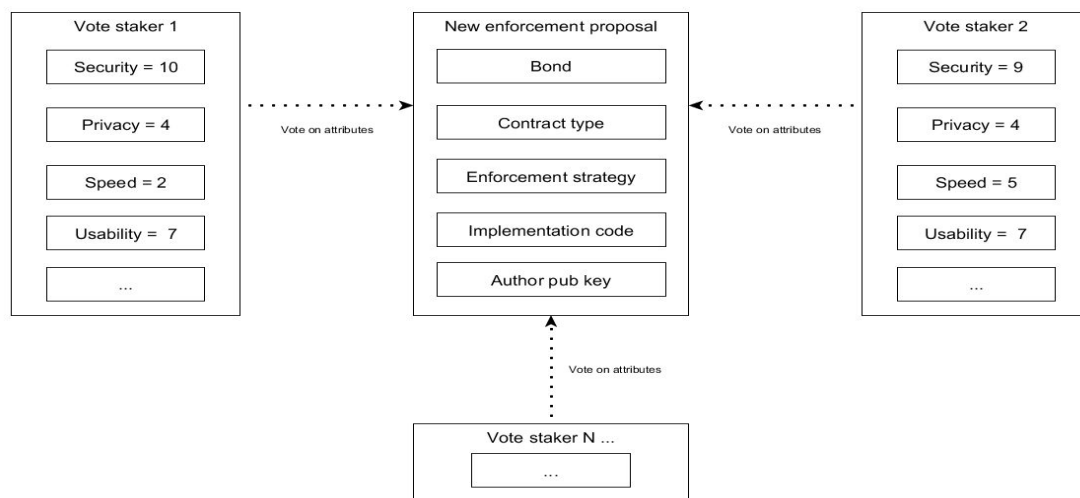 Vote staker 1
Security = 10
Privacy = 4
Speed = 2
Usability = 7
...
Vote on attributes
New enforcement proposal
Bond
Contract type
Enforcement strategy
Implementation code
Author pub key
Vote on attributes
Vote staker 2
Security = 9
Privacy = 4
Speed = 5
Usability = 7
...
Vote on attributes
Vote staker N ...
...